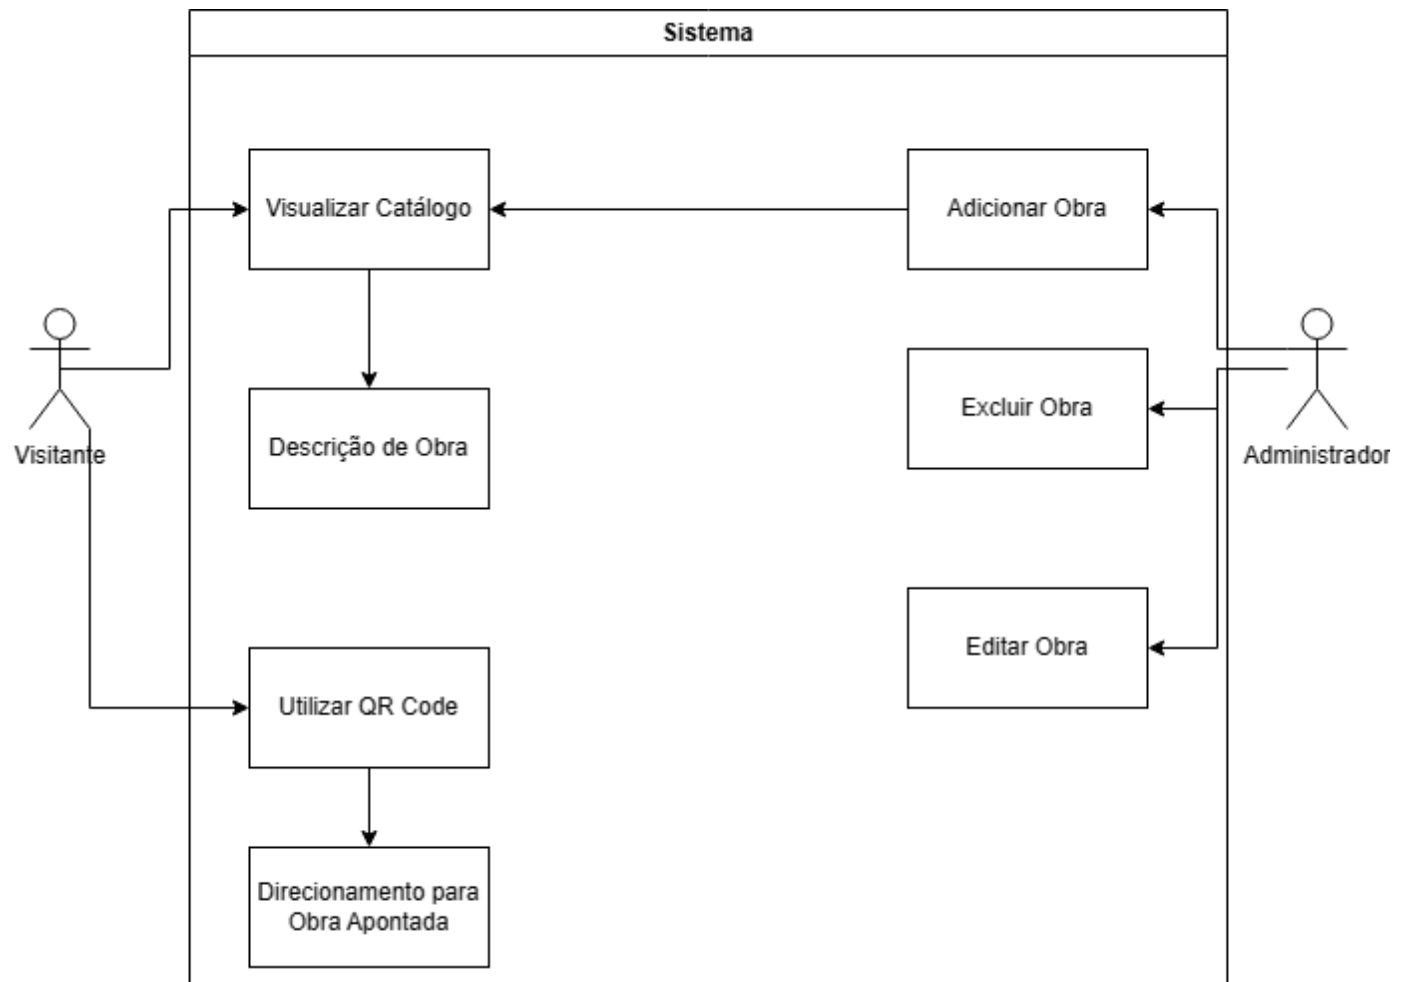 Sistema
Visualizar Catálogo
Adicionar Obra
Excluir Obra
Descrição de Obra
Visitante
Administrador
Editar Obra
Utilizar QR Code
Direcionamento para
Obra Apontada